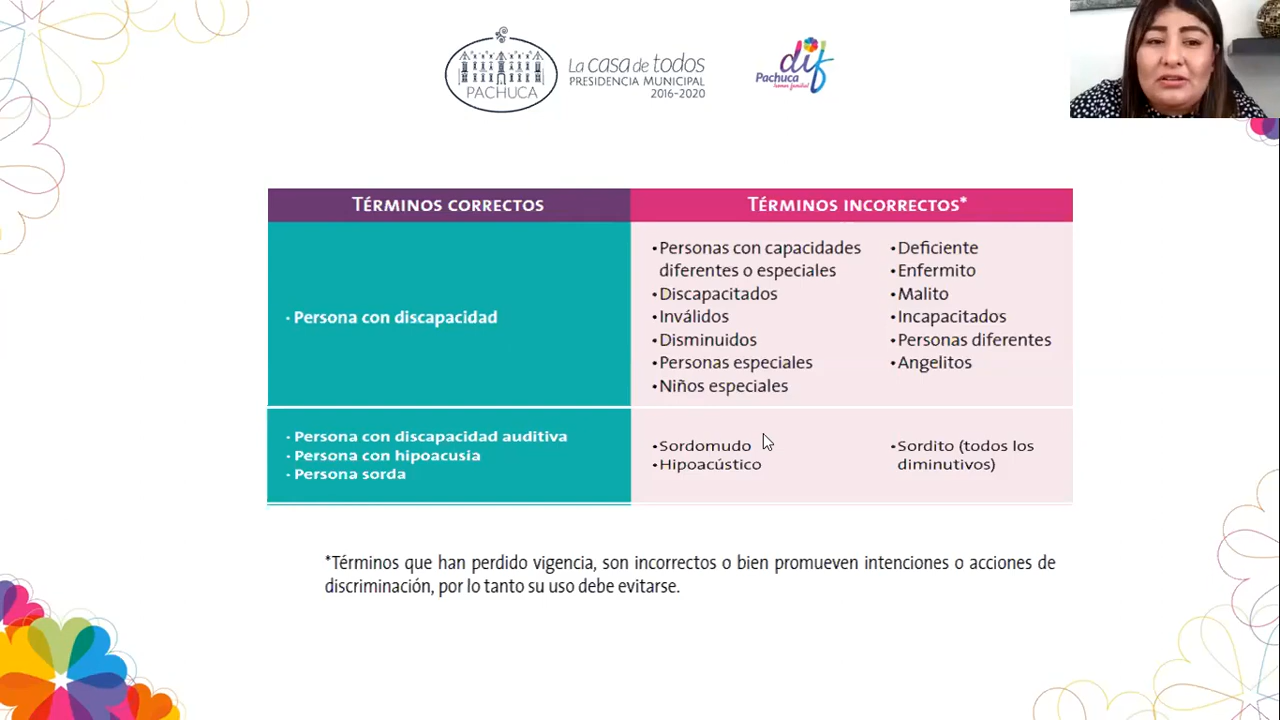 PACHUCA
La casa de todos
PRESIDENCIA MUNICIPAL
2016-2020
dif
Pachuca
TÉRMINOS CORRECTOS
TÉRMINOS INCORRECTOS*
• Persona con discapacidad
• Personas con capacidades
diferentes o especiales
• Discapacitados
• Inválidos
• Disminuidos
• Personas especiales
• Niños especiales
• Deficiente
• Enfermito
• Malito
• Incapacitados
• Personas diferentes
• Angelitos
• Persona con discapacidad auditiva
• Persona con hipoacusia
• Persona sorda
• Sordomudo
• Hipoacústico
• Sordito (todos los
diminutivos)
*Términos que han perdido vigencia, son incorrectos o bien promueven intenciones o acciones de
discriminación, por lo tanto su uso debe evitarse.